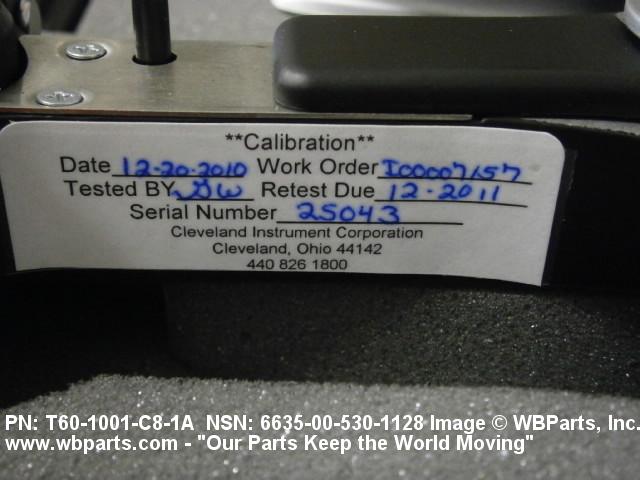 **Calibration**
Date 12-20-2010 Work Order I00007157
Tested BY GW Retest Due 12-2011
Serial Number 25043
Cleveland Instrument Corporation
Cleveland, Ohio 44142
440 826 1800
PN: T60-1001-C8-1A NSN: 6635-00-530-1128 Image © WBParts, Inc.
www.wbparts.com - "Our Parts Keep the World Moving"